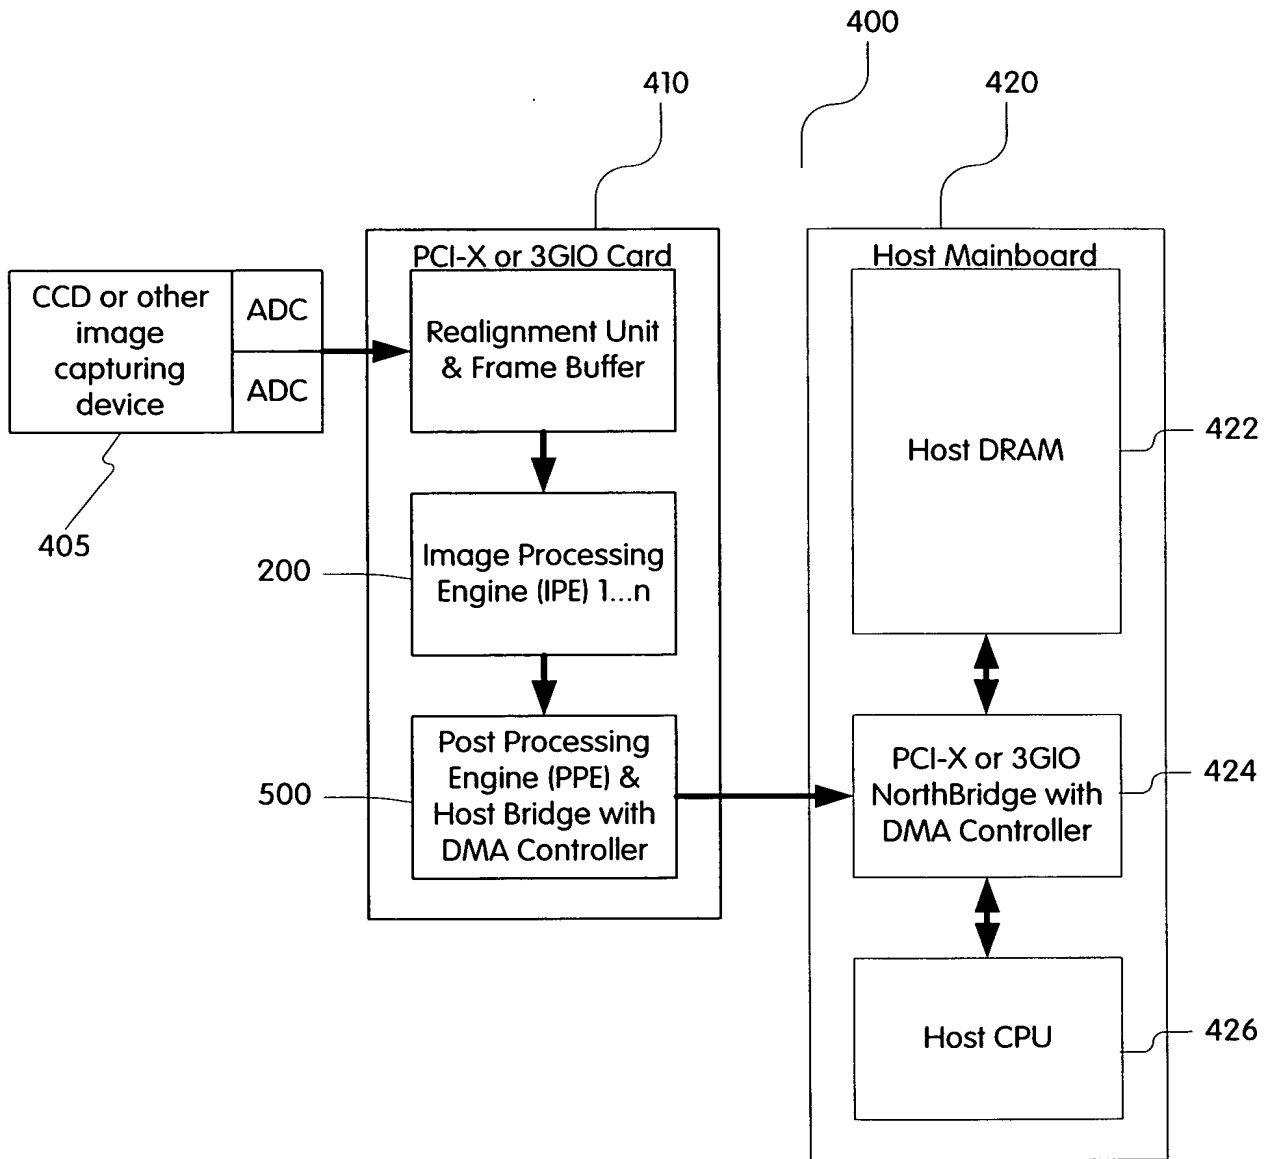 400
410
420
PCI-X or 3GIO Card
Host Mainboard
CCD or other
image
capturing
device
ADC
ADC
Realignment Unit
& Frame Buffer
Host DRAM
422
405
200
Image Processing
Engine (IPE) 1...n
500
Post Processing
Engine (PPE) &
Host Bridge with
DMA Controller
PCI-X or 3GIO
NorthBridge with
DMA Controller
424
Host CPU
426